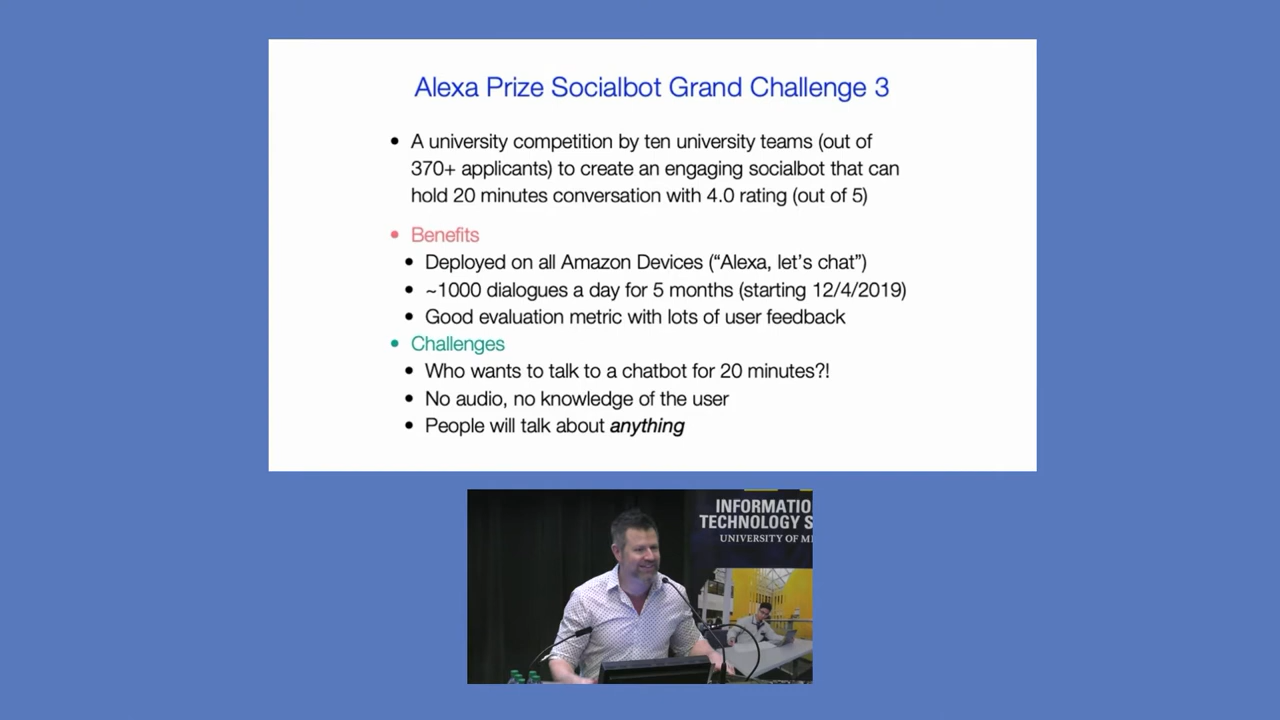 Alexa Prize Socialbot Grand Challenge 3
• A university competition by ten university teams (out of
370+ applicants) to create an engaging socialbot that can
hold 20 minutes conversation with 4.0 rating (out of 5)
• Benefits
• Deployed on all Amazon Devices (“Alexa, let’s chat”)
• ~1000 dialogues a day for 5 months (starting 12/4/2019)
• Good evaluation metric with lots of user feedback
• Challenges
• Who wants to talk to a chatbot for 20 minutes?!
• No audio, no knowledge of the user
• People will talk about anything
INFORMATIO
TECHNOLOGY S
UNIVERSITY OF MI